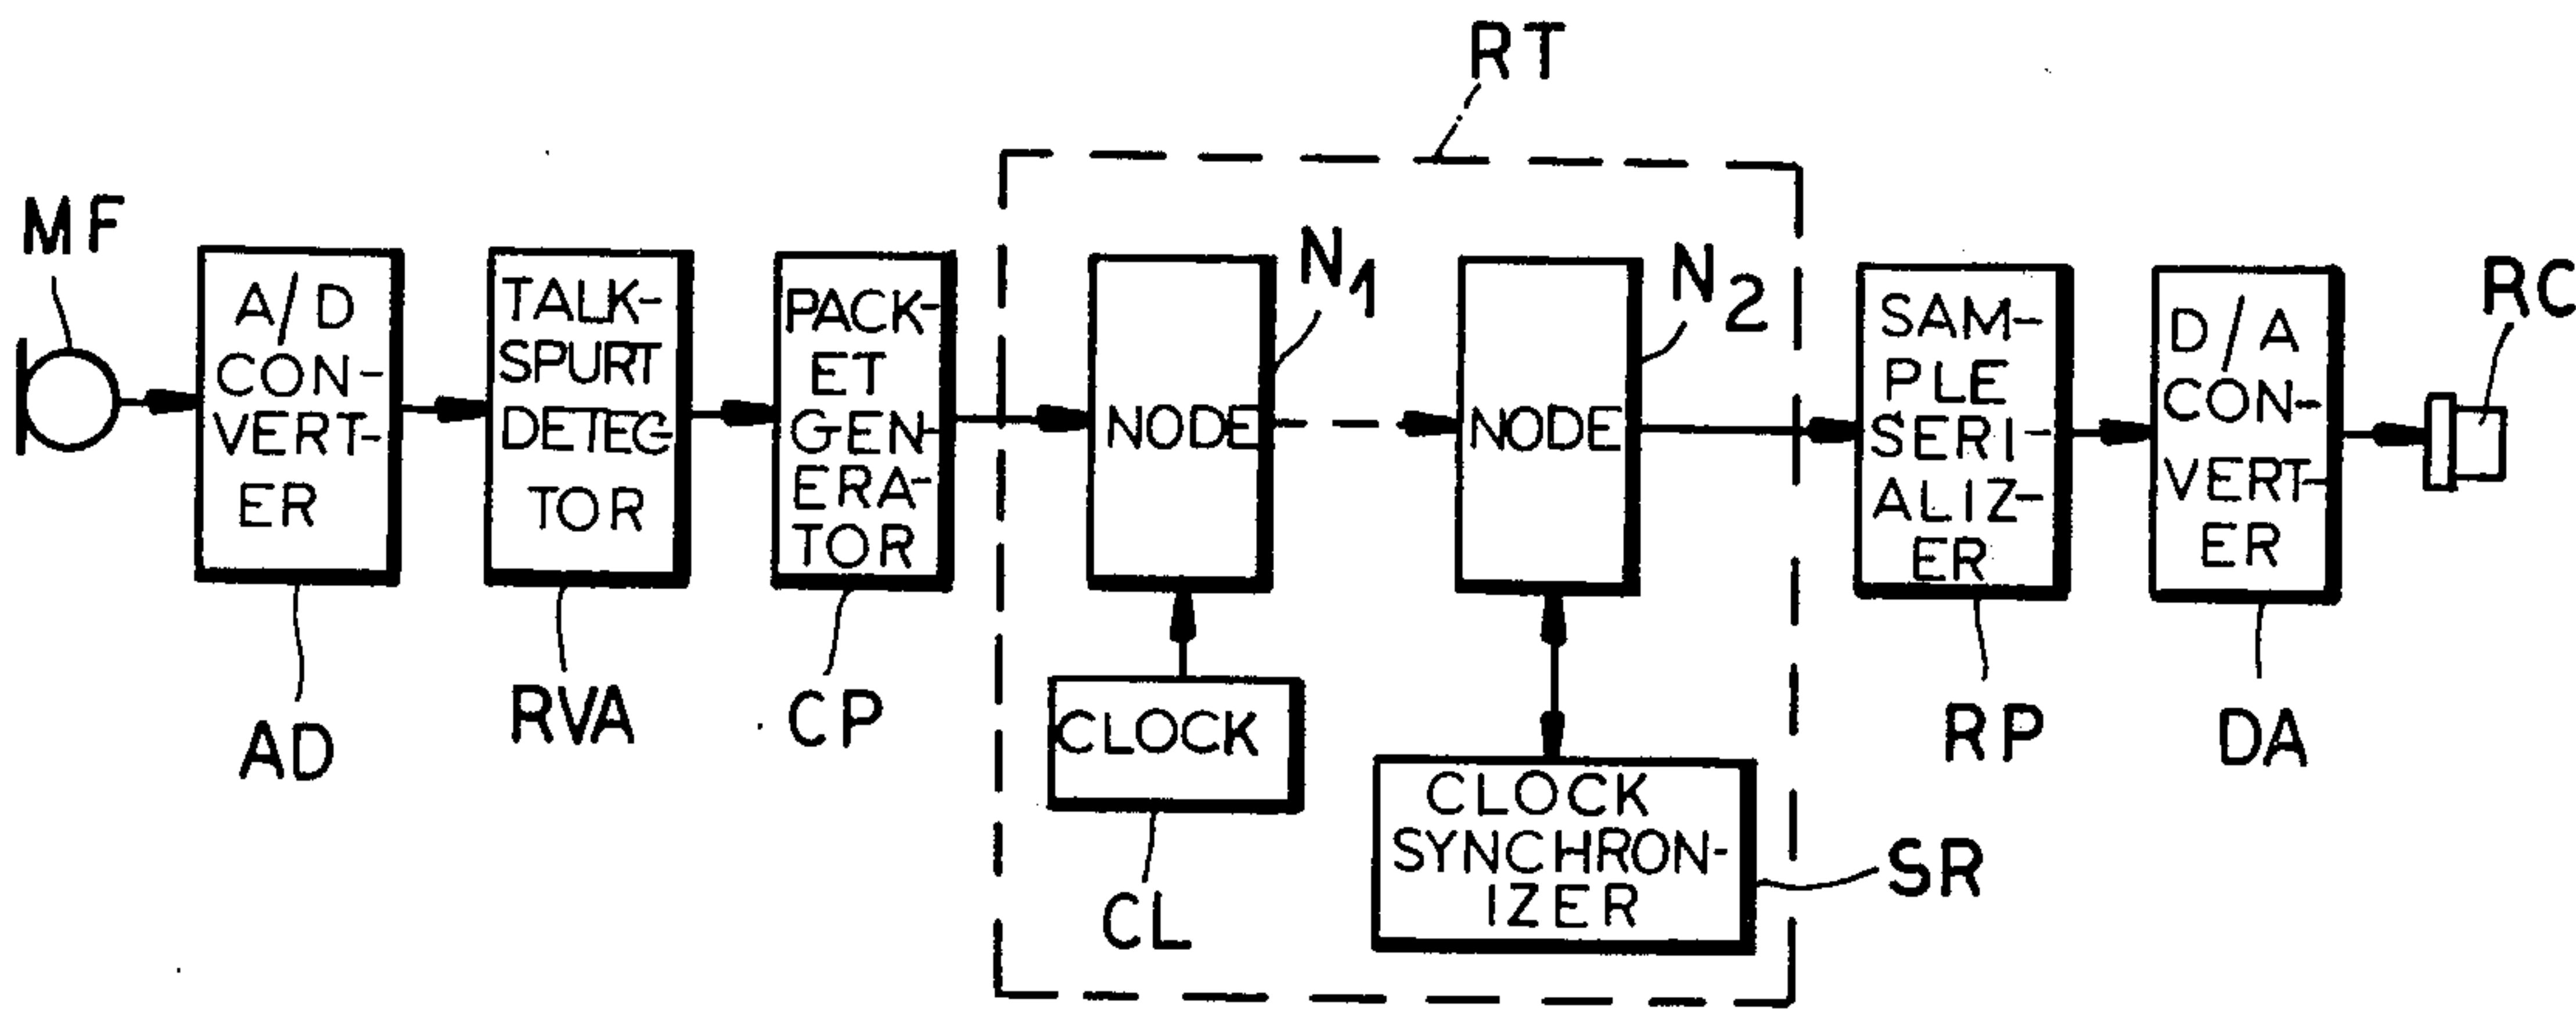 RT
MF
A/D
CON-
VERT-
ER
TALK-
SPURT
DETEC-
TOR
PACK-
ET
GEN-
ERA-
TOR
NODE
N1
NODE
N2
SAM-
PLE
SERI-
ALIZ-
ER
D/A
CON-
VERT-
ER
RC
AD
RVA
CP
CLOCK
CL
CLOCK
SYNCHRON-
IZER
SR
RP
DA